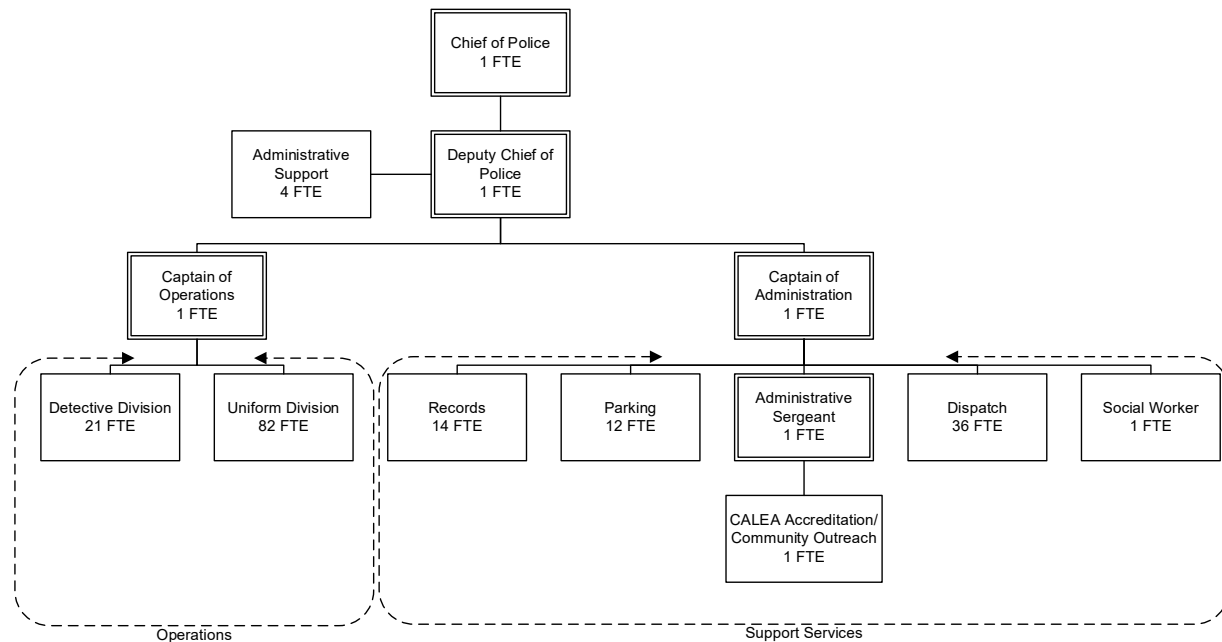 Chief of Police
1 FTE
Administrative
Support
4 FTE
Deputy Chief of
Police
1 FTE
Captain of
Operations
1 FTE
Captain of
Administration
1 FTE
Detective Division
21 FTE
Uniform Division
82 FTE
Records
14 FTE
Parking
12 FTE
Administrative
Sergeant
1 FTE
Dispatch
36 FTE
Social Worker
1 FTE
CALEA Accreditation/
Community Outreach
1 FTE
Operations
Support Services